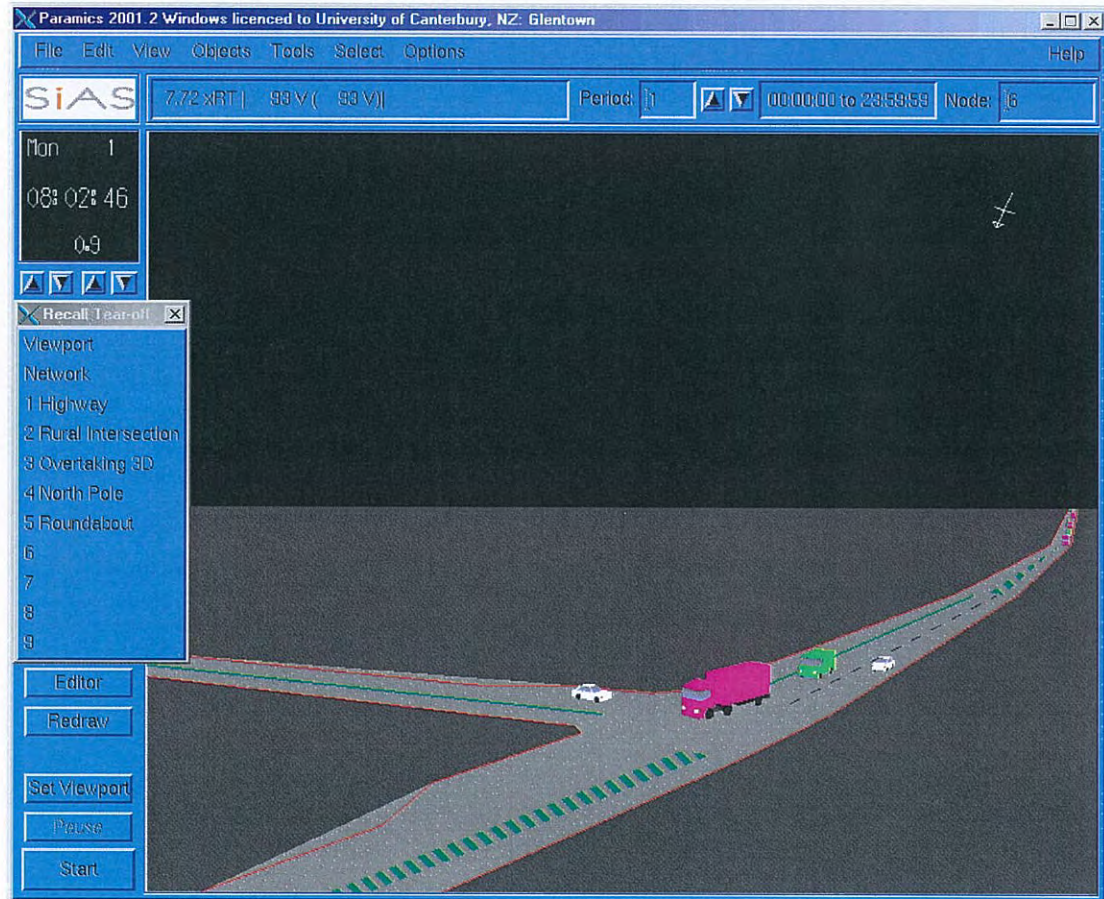 Paramics 2001.2 Windows licenced to University of Canterbury, NZ: Glentown
File Edit View Objects Tools Select Options Help
SiAS
7.72 xRT | 93 V ( 93 V)|
Period: 1
00:00:00 to 23:59:59
Node: 6
Mon 1
08:02:46
0.9
Recall Tear-off
Viewport
Network
1 Highway
2 Rural Intersection
3 Overtaking 3D
4 North Pole
5 Roundabout
6
7
8
9
Editor
Redraw
Set Viewport
Pause
Start